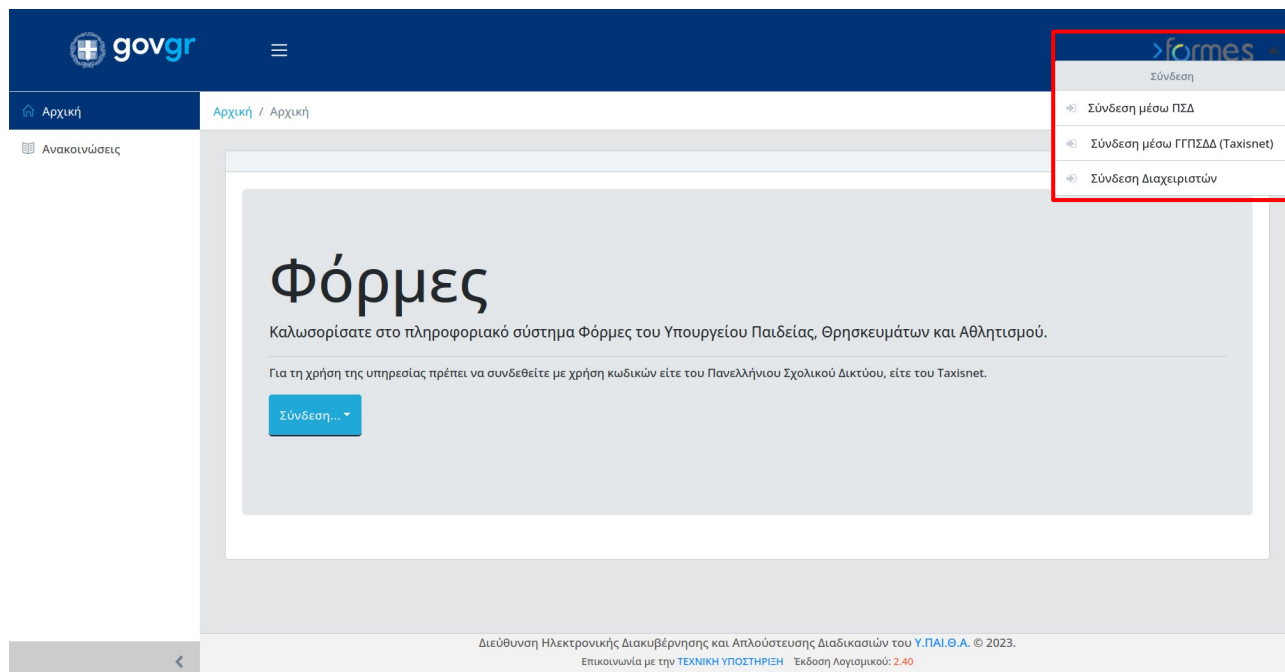 govgr
>formes
Σύνδεση
Αρχική
Αρχική / Αρχική
Σύνδεση μέσω ΠΣΔ
Ανακοινώσεις
Σύνδεση μέσω ΓΓΠΣΔΔ (Taxisnet)
Σύνδεση Διαχειριστών
Φόρμες
Καλωσορίσατε στο πληροφοριακό σύστημα Φόρμες του Υπουργείου Παιδείας, Θρησκευμάτων και Αθλητισμού.
Για τη χρήση της υπηρεσίας πρέπει να συνδεθείτε με χρήση κωδικών είτε του Πανελλήνιου Σχολικού Δικτύου, είτε του Taxisnet.
Σύνδεση...
Διεύθυνση Ηλεκτρονικής Διακυβέρνησης και Απλούστευσης Διαδικασιών του Υ.ΠΑΙ.Θ.Α. © 2023.
Επικοινωνία με την ΤΕΧΝΙΚΗ ΥΠΟΣΤΗΡΙΞΗ Έκδοση Λογισμικού: 2.40